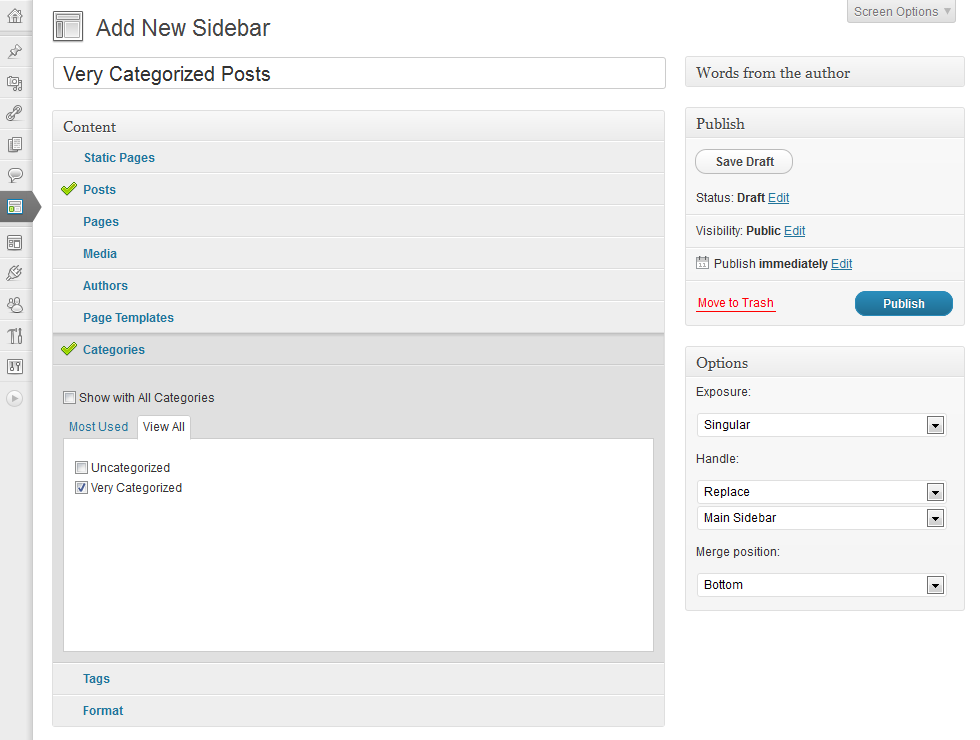 Screen Options
Add New Sidebar
Very Categorized Posts
Content
Static Pages
Posts
Pages
Media
Authors
Page Templates
Categories
Show with All Categories
Most Used View All
Uncategorized
Very Categorized
Tags
Format
Words from the author
Publish
Save Draft
Status: Draft Edit
Visibility: Public Edit
11 Publish immediately Edit
Move to Trash Publish
Options
Exposure:
Singular
Handle:
Replace
Main Sidebar
Merge position:
Bottom